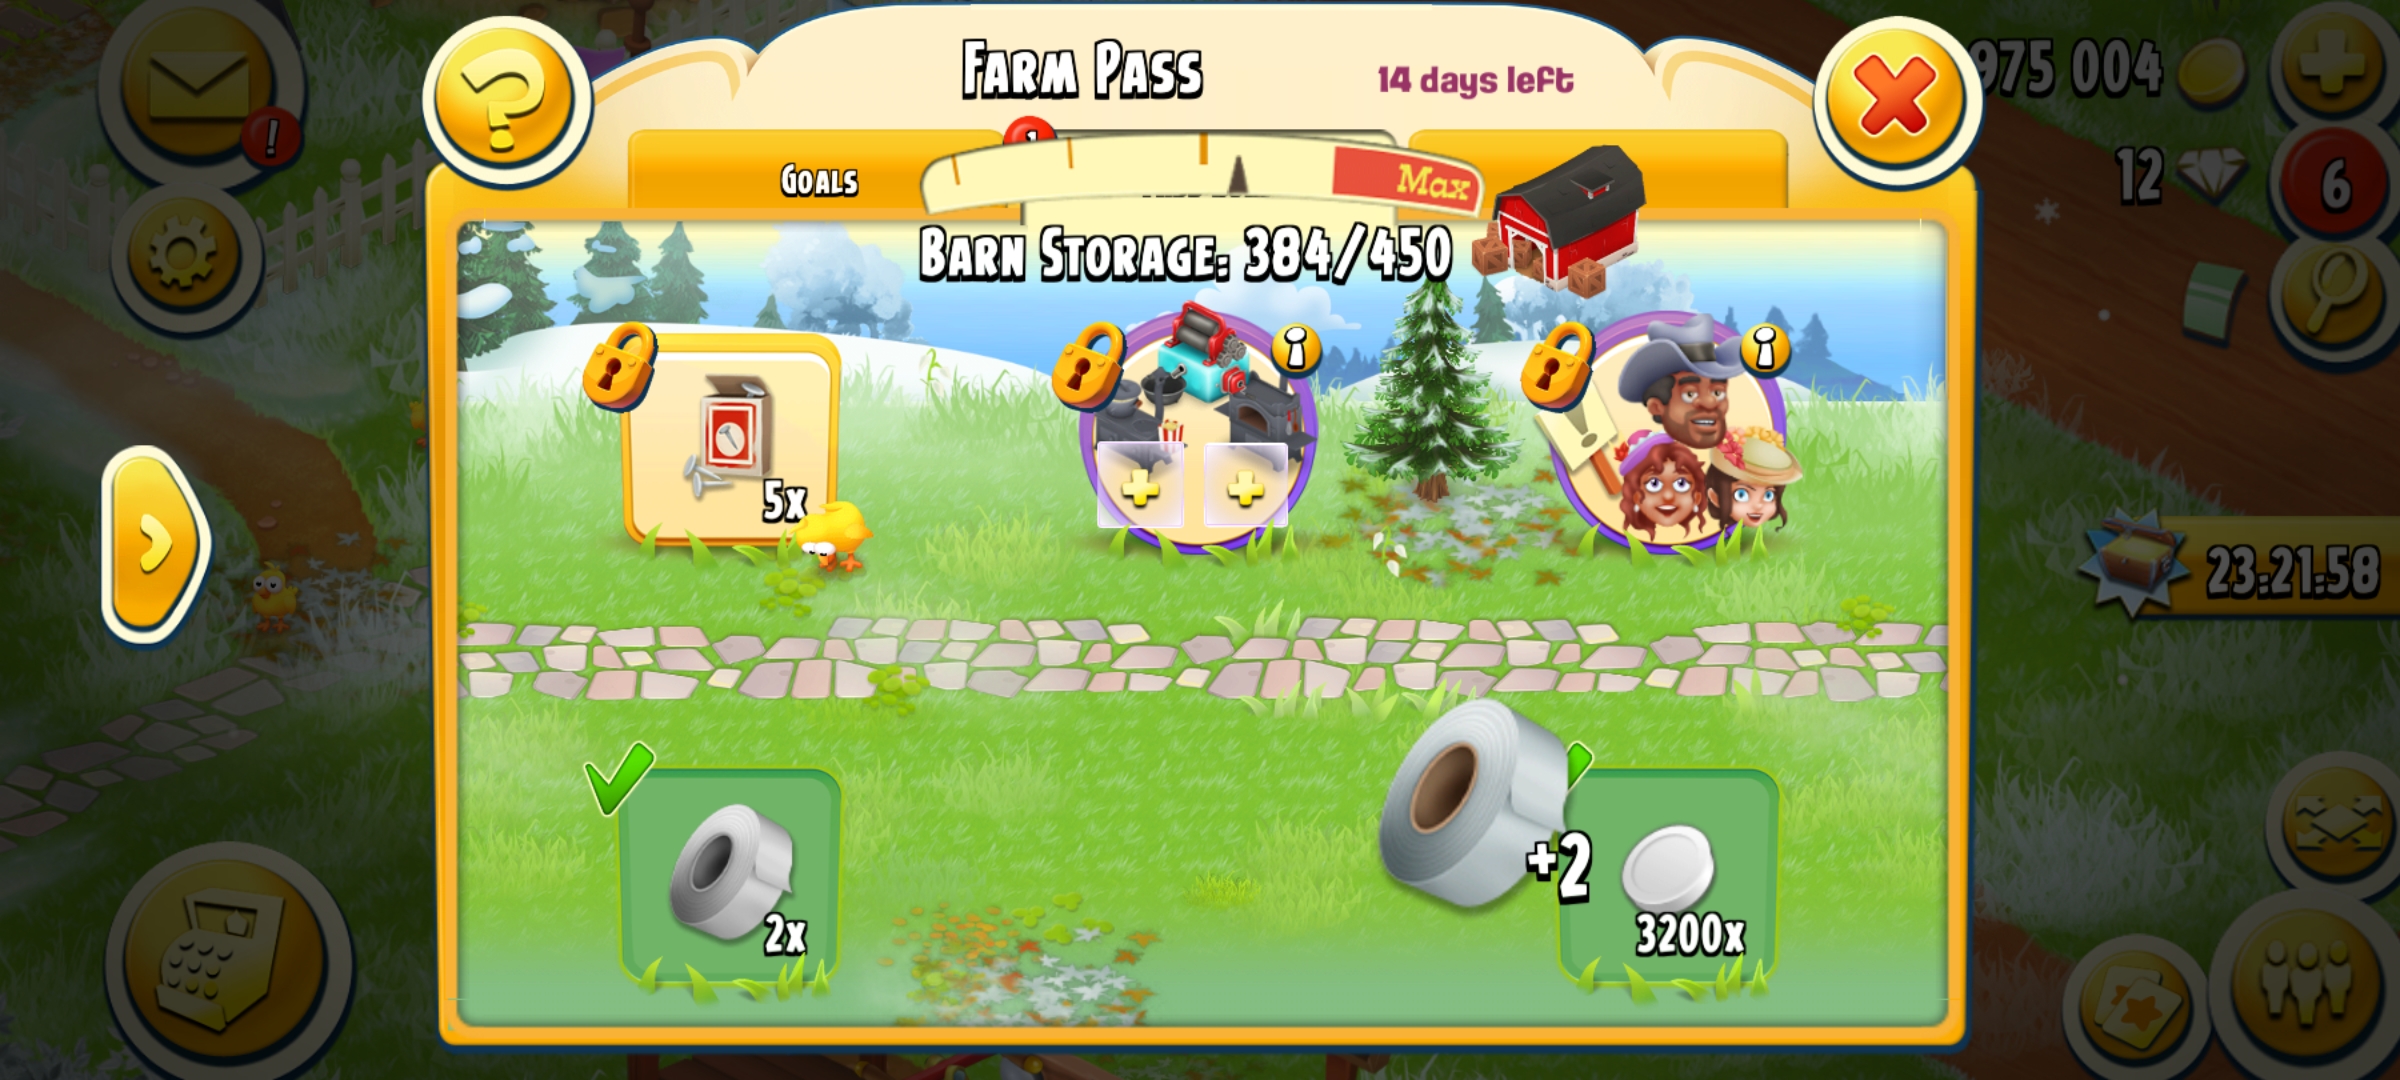 FARM PASS
14 days left
975 004
GOALS
Max
12
6
BARN STORAGE: 384/450
5x
23:21:58
+2
2x
3200x